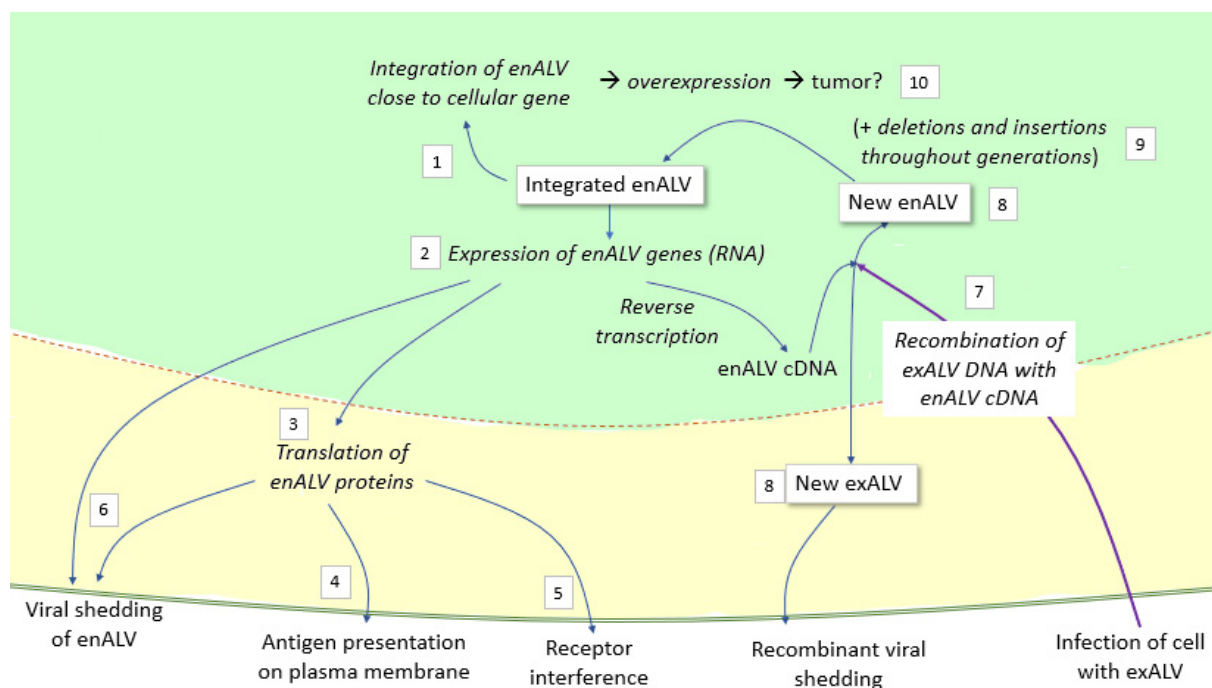 Integration of enALV
close to cellular gene
→ overexpression → tumor?
10
(+ deletions and insertions
throughout generations)
9
1
Integrated enALV
New enALV
8
2
Expression of enALV genes (RNA)
7
Reverse
transcription
Recombination of
exALV DNA with
enALV cDNA
enALV cDNA
3
Translation of
enALV proteins
8
New exALV
6
4
5
Viral shedding
of enALV
Antigen presentation
on plasma membrane
Receptor
interference
Recombinant viral
shedding
Infection of cell
with exALV